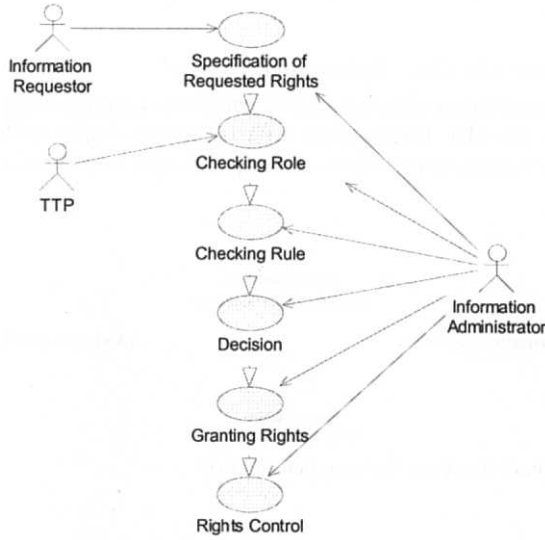 Information
Requestor
Specification of
Requested Rights
TTP
Checking Role
Checking Rule
Information
Administrator
Decision
Granting Rights
Rights Control